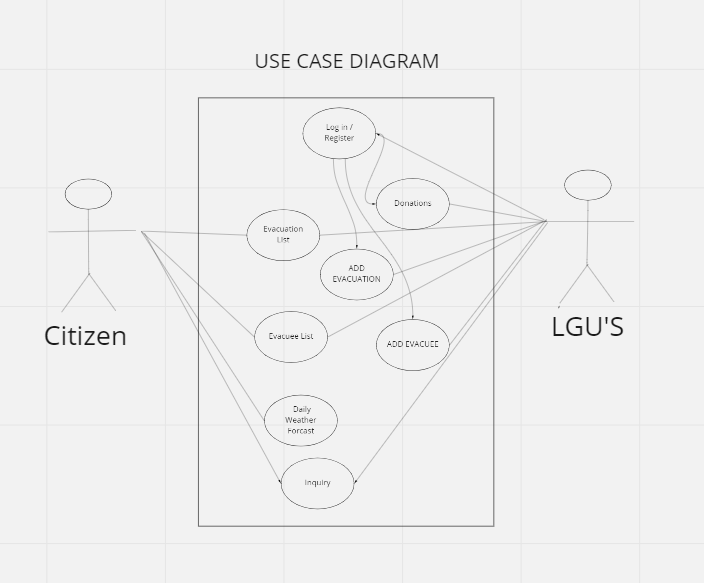 USE CASE DIAGRAM
Log in /
Register
Donations
Evacuation
List
ADD
EVACUATION
Evacuee List
ADD EVACUEE
Citizen
LGU'S
Daily
Weather
Forcast
Inquiry